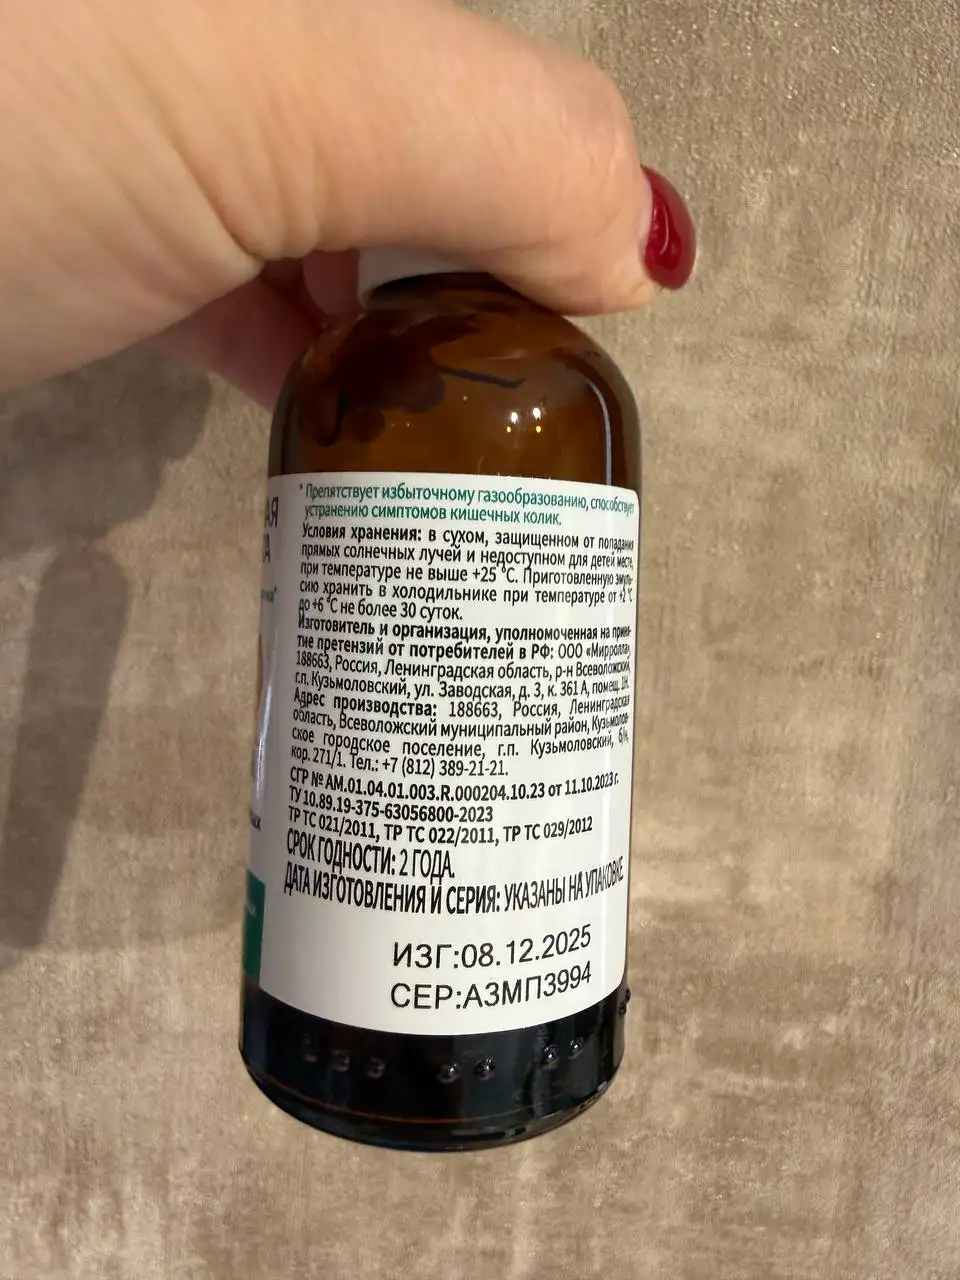 АЯ
* Препятствует избыточному газообразованию, способствует
устранению симптомов кишечных колик.
Условия хранения: в сухом, защищенном от попадания
прямых солнечных лучей и недоступном для детей месте,
при температуре не выше +25 °С. Приготовленную эмуль-
сию хранить в холодильнике при температуре от +2 °С
до +6 °С не более 30 суток.
Изготовитель и организация, уполномоченная на приня-
тие претензий от потребителей в РФ: ООО «Мирролла»,
188663, Россия, Ленинградская область, р-н Всеволожский,
г.п. Кузьмоловский, ул. Заводская, д. 3, к. 361 А, помещ. 1Н.
Адрес производства: 188663, Россия, Ленинградская
область, Всеволожский муниципальный район, Кузьмолов-
ское городское поселение, г.п. Кузьмоловский, б/н,
кор. 271/1. Тел.: +7 (812) 389-21-21.
СГР № AM.01.04.01.003.R.000204.10.23 от 11.10.2023 г.
ТУ 10.89.19-375-63056800-2023
ТР ТС 021/2011, ТР ТС 022/2011, ТР ТС 029/2012
СРОК ГОДНОСТИ: 2 ГОДА.
ДАТА ИЗГОТОВЛЕНИЯ И СЕРИЯ: УКАЗАНЫ НА УПАКОВКЕ
ИЗГ:08.12.2025
СЕР:АЗМП3994